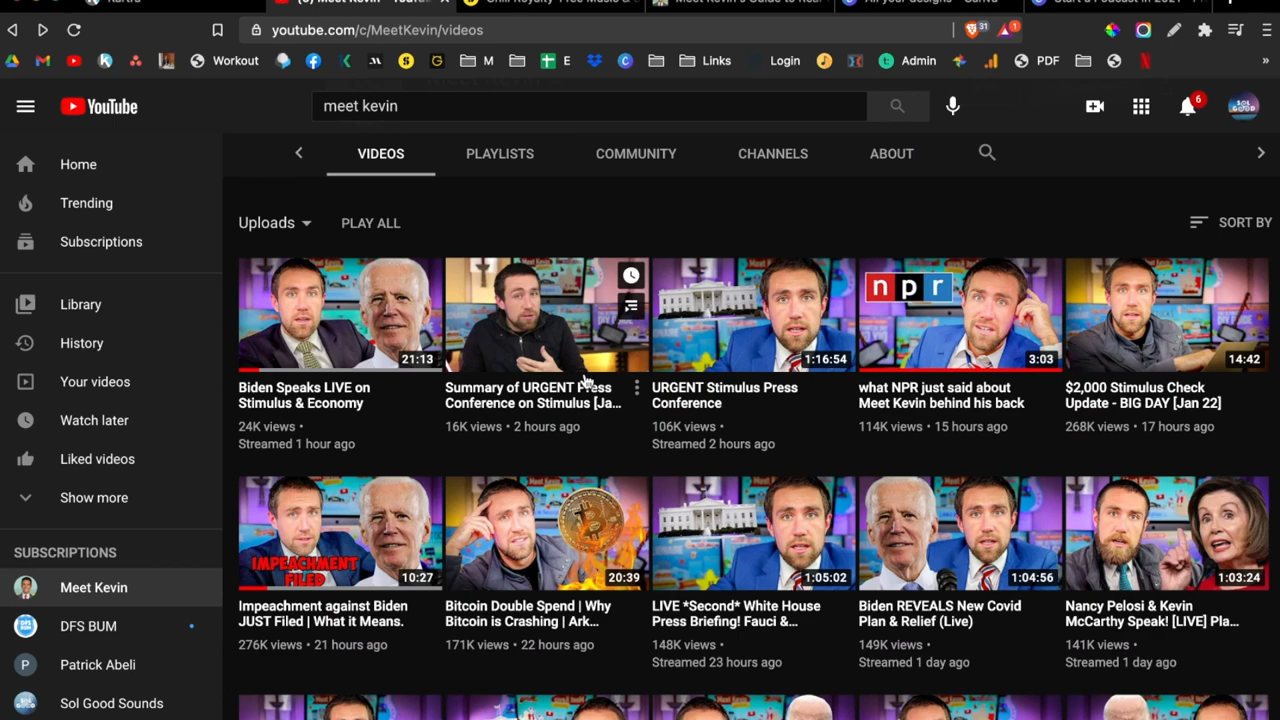 youtube.com/c/MeetKevin/videos
31
1
Workout
M
E
Links
Login
Admin
PDF
»
YouTube
meet kevin
6
SOL GOOD
Home
Trending
Subscriptions
Library
History
Your videos
Watch later
Liked videos
Show more
SUBSCRIPTIONS
Meet Kevin
DFS BUM
P
Patrick Abeli
Sol Good Sounds
VIDEOS
PLAYLISTS
COMMUNITY
CHANNELS
ABOUT
Uploads
PLAY ALL
SORT BY
21:13
Biden Speaks LIVE on
Stimulus & Economy
24K views •
Streamed 1 hour ago
Summary of URGENT Press
Conference on Stimulus [Ja...
16K views • 2 hours ago
1:16:54
URGENT Stimulus Press
Conference
106K views •
Streamed 2 hours ago
npr
3:03
what NPR just said about
Meet Kevin behind his back
114K views • 15 hours ago
14:42
$2,000 Stimulus Check
Update - BIG DAY [Jan 22]
268K views • 17 hours ago
IMPEACHMENT
FILED
10:27
Impeachment against Biden
JUST Filed | What it Means.
276K views • 21 hours ago
20:39
Bitcoin Double Spend | Why
Bitcoin is Crashing | Ark...
171K views • 22 hours ago
1:05:02
LIVE *Second* White House
Press Briefing! Fauci &...
148K views •
Streamed 23 hours ago
1:04:56
Biden REVEALS New Covid
Plan & Relief (Live)
149K views •
Streamed 1 day ago
1:03:24
Nancy Pelosi & Kevin
McCarthy Speak! [LIVE] Pla...
141K views •
Streamed 1 day ago